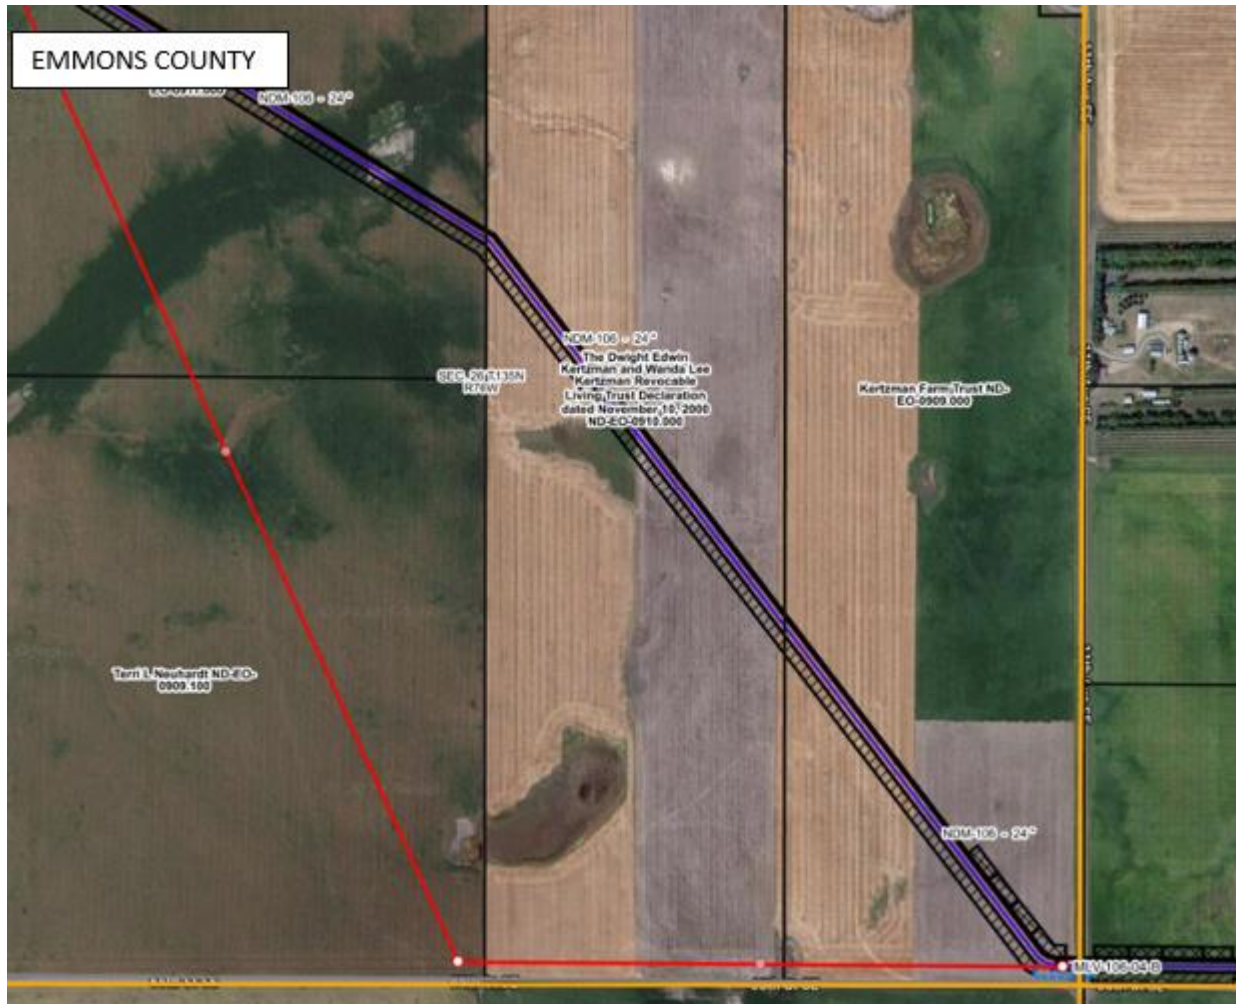 EMMONS COUNTY
NDM-106 - 24"
NDM-106 - 24"
The Dwight Edwin
Kertzman and Wanda Lee
Kertzman Revocable
Living Trust Declaration
dated November 10, 2000
ND-EO-0910.000
SEC. 26 T135N
R76W
Kertzman Farm Trust ND-
EO-0909.000
Terri L Neuhardt ND-EO-
0909.100
NDM-106 - 24"
MLV-106-04-B